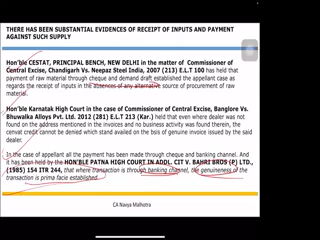 THERE HAS BEEN SUBSTANTIAL EVIDENCES OF RECEIPT OF INPUTS AND PAYMENT
AGAINST SUCH SUPPLY
Hon'ble CESTAT, PRINCIPAL BENCH, NEW DELHI in the matter of Commissioner of
Central Excise, Chandigarh Vs. Neepaz Steel India, 2007 (213) E.L.T 100 has held that
payment of raw material through cheque and demand draft established the appellant case as
regards the receipt of inputs in the absences of any alternative source of procurement of raw
material.
Hon'ble Karnatak High Court in the case of Commissioner of Central Excise, Banglore Vs.
Bhuwalka Alloys Pvt. Ltd. 2012 (281) E.L.T 213 (Kar.) held that even where dealer was not
found on the address mentioned in the invoices and no business activity was found therein, the
cenvat credit cannot be denied which stand availed on the bsis of genuine invoice issued by the said
dealer.
In the case of appellant all the payment has been made through cheque and banking channel. And
it has been held by the HON'BLE PATNA HIGH COURT IN ADDL. CIT V. BAHRI BROS (P) LTD.,
(1985) 154 ITR 244, that where transaction is through banking channel, the genuineness of the
transaction is prima facie established.
CA Navya Malhotra